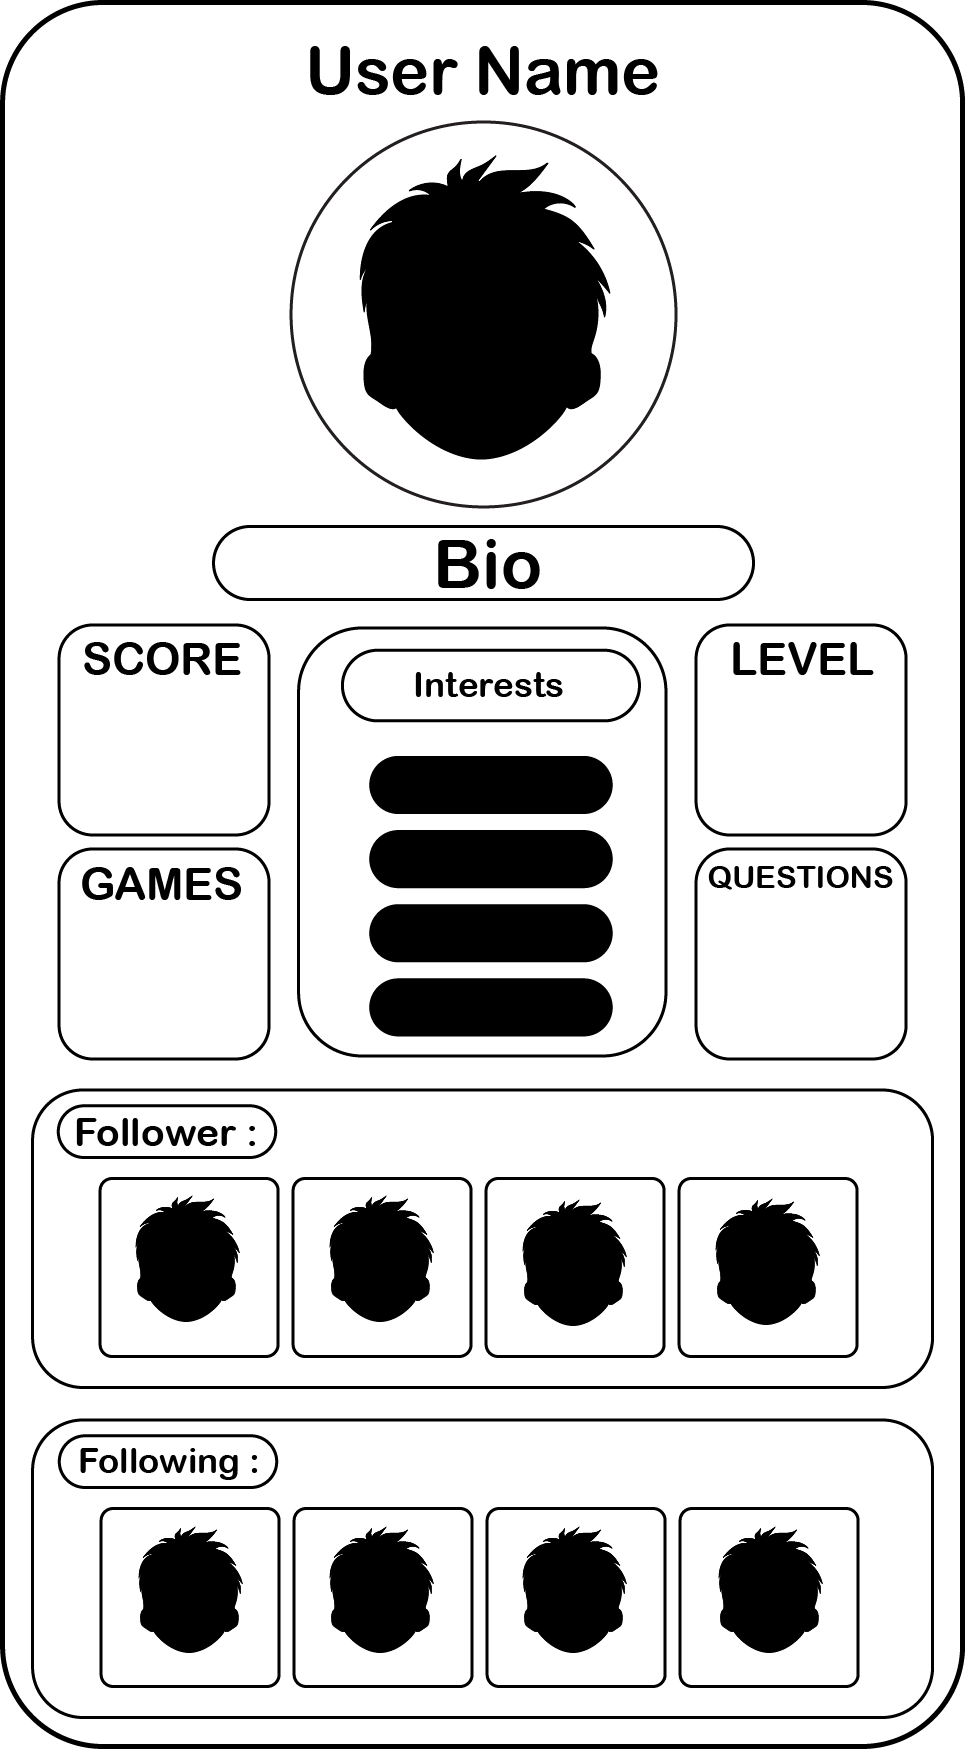 User Name
Bio
SCORE
Interests
LEVEL
GAMES
QUESTIONS
Follower :
Following :